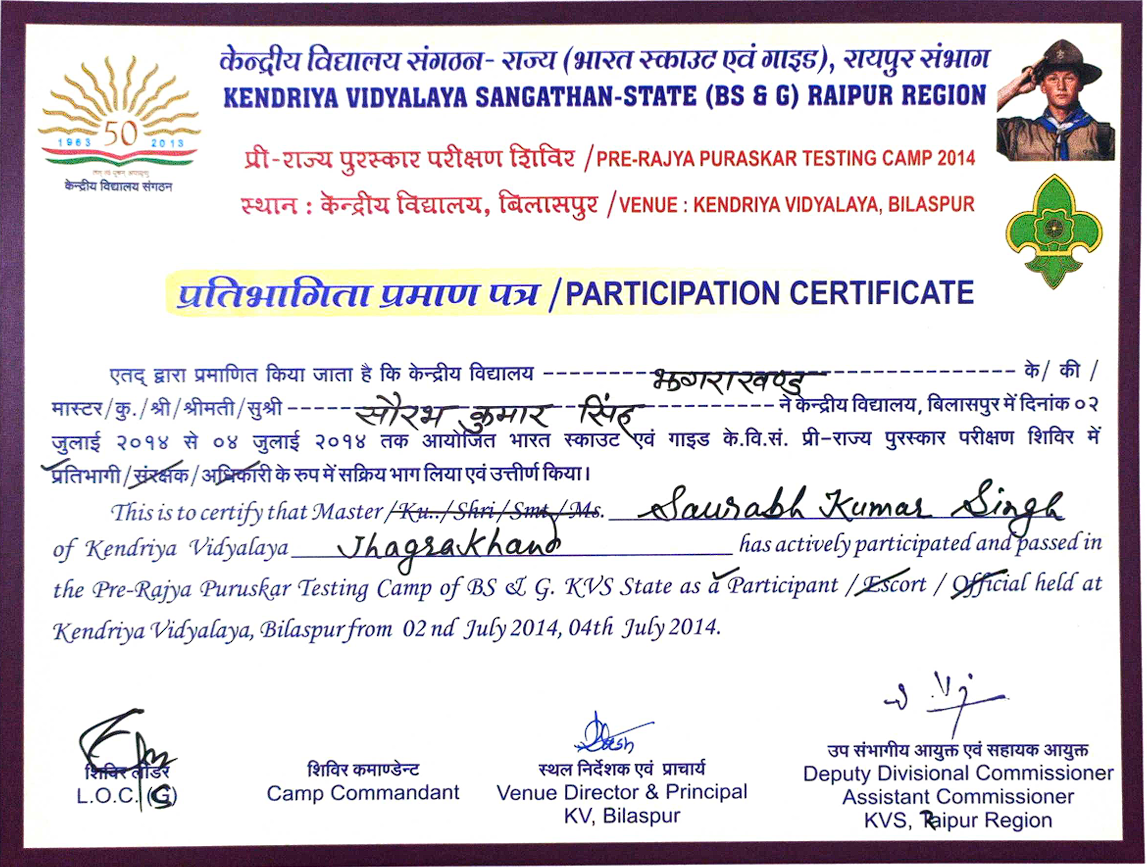 केन्द्रीय विद्यालय संगठन- राज्य (भारत स्काउट एवं गाइड), रायपुर संभाग
KENDRIYA VIDYALAYA SANGATHAN-STATE (BS & G) RAIPUR REGION
1963 50 2013
केन्द्रीय विद्यालय संगठन
प्री-राज्य पुरस्कार परीक्षण शिविर / PRE-RAJYA PURASKAR TESTING CAMP 2014
स्थान : केन्द्रीय विद्यालय, बिलासपुर / VENUE : KENDRIYA VIDYALAYA, BILASPUR
प्रतिभागिता प्रमाण पत्र / PARTICIPATION CERTIFICATE
एतद् द्वारा प्रमाणित किया जाता है कि केन्द्रीय विद्यालय झगराखण्ड के/ की /
मास्टर/कु./श्री/श्रीमती/सुश्री सौरभ कुमार सिंह ने केन्द्रीय विद्यालय, बिलासपुर में दिनांक ०२
जुलाई २०१४ से ०४ जुलाई २०१४ तक आयोजित भारत स्काउट एवं गाइड के.वि.सं. प्री-राज्य पुरस्कार परीक्षण शिविर में
प्रतिभागी/संरक्षक/अधिकारी के रुप में सक्रिय भाग लिया एवं उत्तीर्ण किया।
This is to certify that Master /Ku../Shri/Smt./Ms. Saurabh Kumar Singh
of Kendriya Vidyalaya Jhagrakhand has actively participated and passed in
the Pre-Rajya Puruskar Testing Camp of BS & G. KVS State as a Participant / Escort / Official held at
Kendriya Vidyalaya, Bilaspur from 02 nd July 2014, 04th July 2014.
शिविर लीडर
L.O.C. (G)
शिविर कमाण्डेन्ट
Camp Commandant
स्थल निर्देशक एवं प्राचार्य
Venue Director & Principal
KV, Bilaspur
उप संभागीय आयुक्त एवं सहायक आयुक्त
Deputy Divisional Commissioner
Assistant Commissioner
KVS, Raipur Region